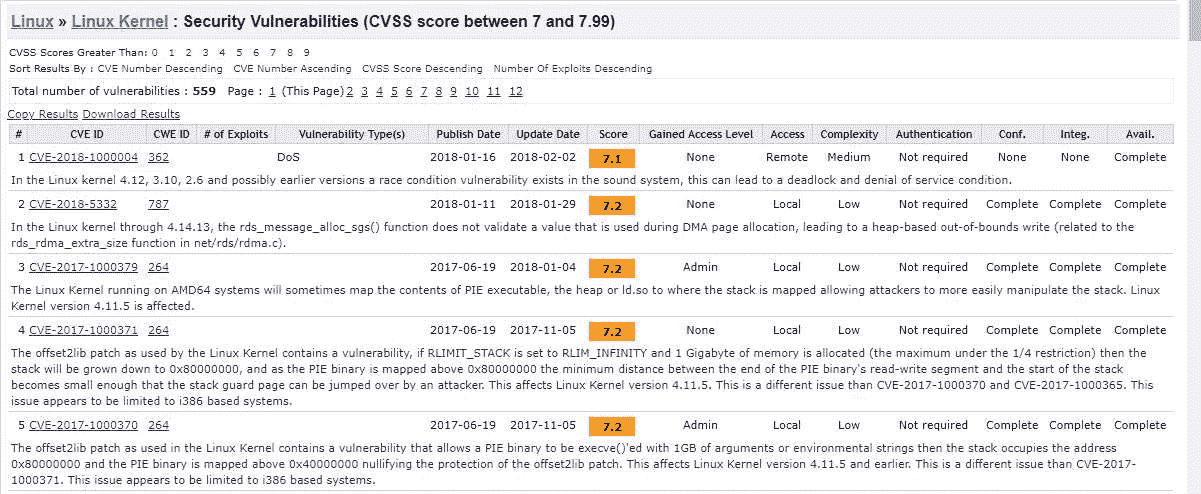 Linux » Linux Kernel : Security Vulnerabilities (CVSS score between 7 and 7.99)
CVSS Scores Greater Than: 0 1 2 3 4 5 6 7 8 9
Sort Results By : CVE Number Descending CVE Number Ascending CVSS Score Descending Number Of Exploits Descending
Total number of vulnerabilities : 559 Page : 1 (This Page) 2 3 4 5 6 7 8 9 10 11 12
Copy Results Download Results
# CVE ID CWE ID # of Exploits Vulnerability Type(s) Publish Date Update Date Score Gained Access Level Access Complexity Authentication Conf. Integ. Avail.
1 CVE-2018-1000004 362 DoS 2018-01-16 2018-02-02 7.1 None Remote Medium Not required None None Complete
In the Linux kernel 4.12, 3.10, 2.6 and possibly earlier versions a race condition vulnerability exists in the sound system, this can lead to a deadlock and denial of service condition.
2 CVE-2018-5332 787 2018-01-11 2018-01-29 7.2 None Local Low Not required Complete Complete Complete
In the Linux kernel through 4.14.13, the rds_message_alloc_sgs() function does not validate a value that is used during DMA page allocation, leading to a heap-based out-of-bounds write (related to the
rds_rdma_extra_size function in net/rds/rdma.c).
3 CVE-2017-1000379 264 2017-06-19 2018-01-04 7.2 Admin Local Low Not required Complete Complete Complete
The Linux Kernel running on AMD64 systems will sometimes map the contents of PIE executable, the heap or ld.so to where the stack is mapped allowing attackers to more easily manipulate the stack. Linux
Kernel version 4.11.5 is affected.
4 CVE-2017-1000371 264 2017-06-19 2017-11-05 7.2 None Local Low Not required Complete Complete Complete
The offset2lib patch as used by the Linux Kernel contains a vulnerability, if RLIMIT_STACK is set to RLIM_INFINITY and 1 Gigabyte of memory is allocated (the maximum under the 1/4 restriction) then the
stack will be grown down to 0x80000000, and as the PIE binary is mapped above 0x80000000 the minimum distance between the end of the PIE binary's read-write segment and the start of the stack
becomes small enough that the stack guard page can be jumped over by an attacker. This affects Linux Kernel version 4.11.5. This is a different issue than CVE-2017-1000370 and CVE-2017-1000365. This
issue appears to be limited to i386 based systems.
5 CVE-2017-1000370 264 2017-06-19 2017-11-05 7.2 Admin Local Low Not required Complete Complete Complete
The offset2lib patch as used in the Linux Kernel contains a vulnerability that allows a PIE binary to be execve()'ed with 1GB of arguments or environmental strings then the stack occupies the address
0x80000000 and the PIE binary is mapped above 0x40000000 nullifying the protection of the offset2lib patch. This affects Linux Kernel version 4.11.5 and earlier. This is a different issue than CVE-2017-
1000371. This issue appears to be limited to i386 based systems.